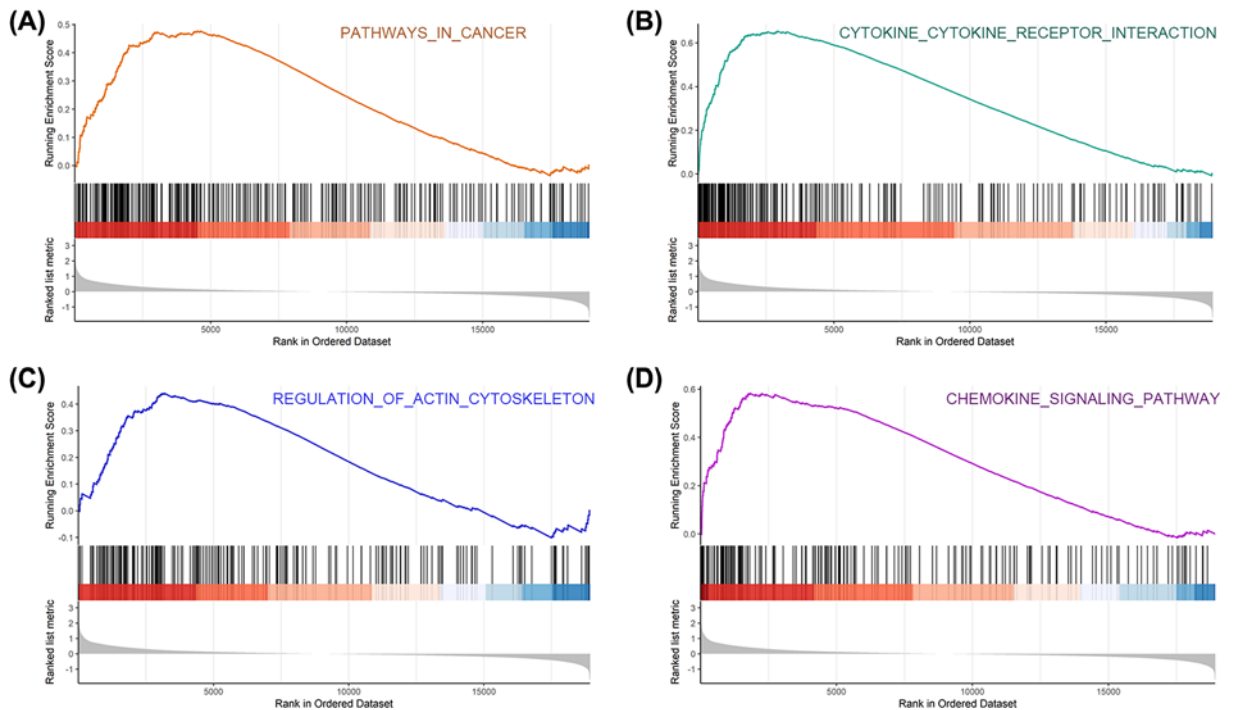 (A)
PATHWAYS_IN_CANCER
Running Enrichment Score
0.5
0.4
0.3
0.2
0.1
0.0
Ranked list metric
3
2
1
0
-1
5000 10000 15000
Rank in Ordered Dataset
(B)
CYTOKINE_CYTOKINE_RECEPTOR_INTERACTION
Running Enrichment Score
0.6
0.4
0.2
0.0
Ranked list metric
3
2
1
0
-1
5000 10000 15000
Rank in Ordered Dataset
(C)
REGULATION_OF_ACTIN_CYTOSKELETON
Running Enrichment Score
0.4
0.3
0.2
0.1
0.0
-0.1
Ranked list metric
3
2
1
0
-1
5000 10000 15000
Rank in Ordered Dataset
(D)
CHEMOKINE_SIGNALING_PATHWAY
Running Enrichment Score
0.6
0.4
0.2
0.0
Ranked list metric
3
2
1
0
-1
5000 10000 15000
Rank in Ordered Dataset